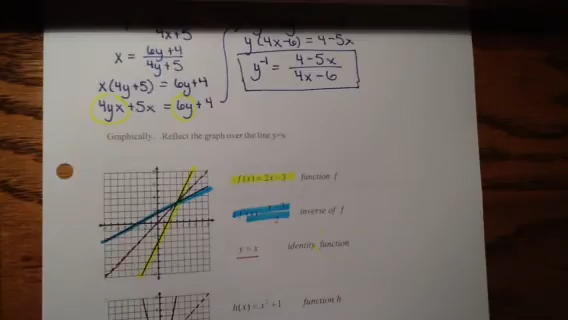 4x+5
y(4x-6) = 4-5x
x = 6y+4 / 4y+5
y⁻¹ = 4-5x / 4x-6
x(4y+5) = 6y+4
4yx+5x = 6y+4
Graphically. Reflect the graph over the line y=x
f(x)=2x-3 function f
inverse of f
y = x identity function
h(x)=x²+1 function h